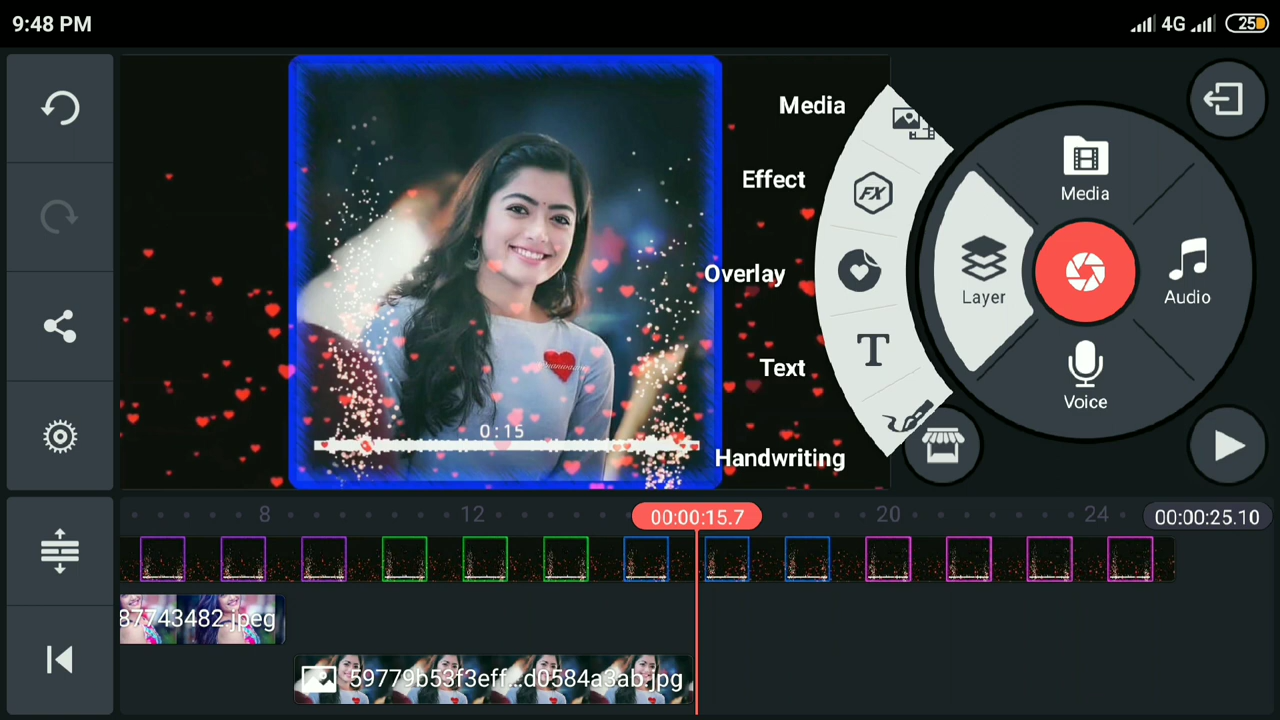 9:48 PM
4G
25
Media
Effect
FX
Overlay
Text
T
Handwriting
Media
Layer
Audio
Voice
0:15
8
12
00:00:15.7
20
24
00:00:25.10
87743482.jpeg
59779b53f3eff...d0584a3ab.jpg